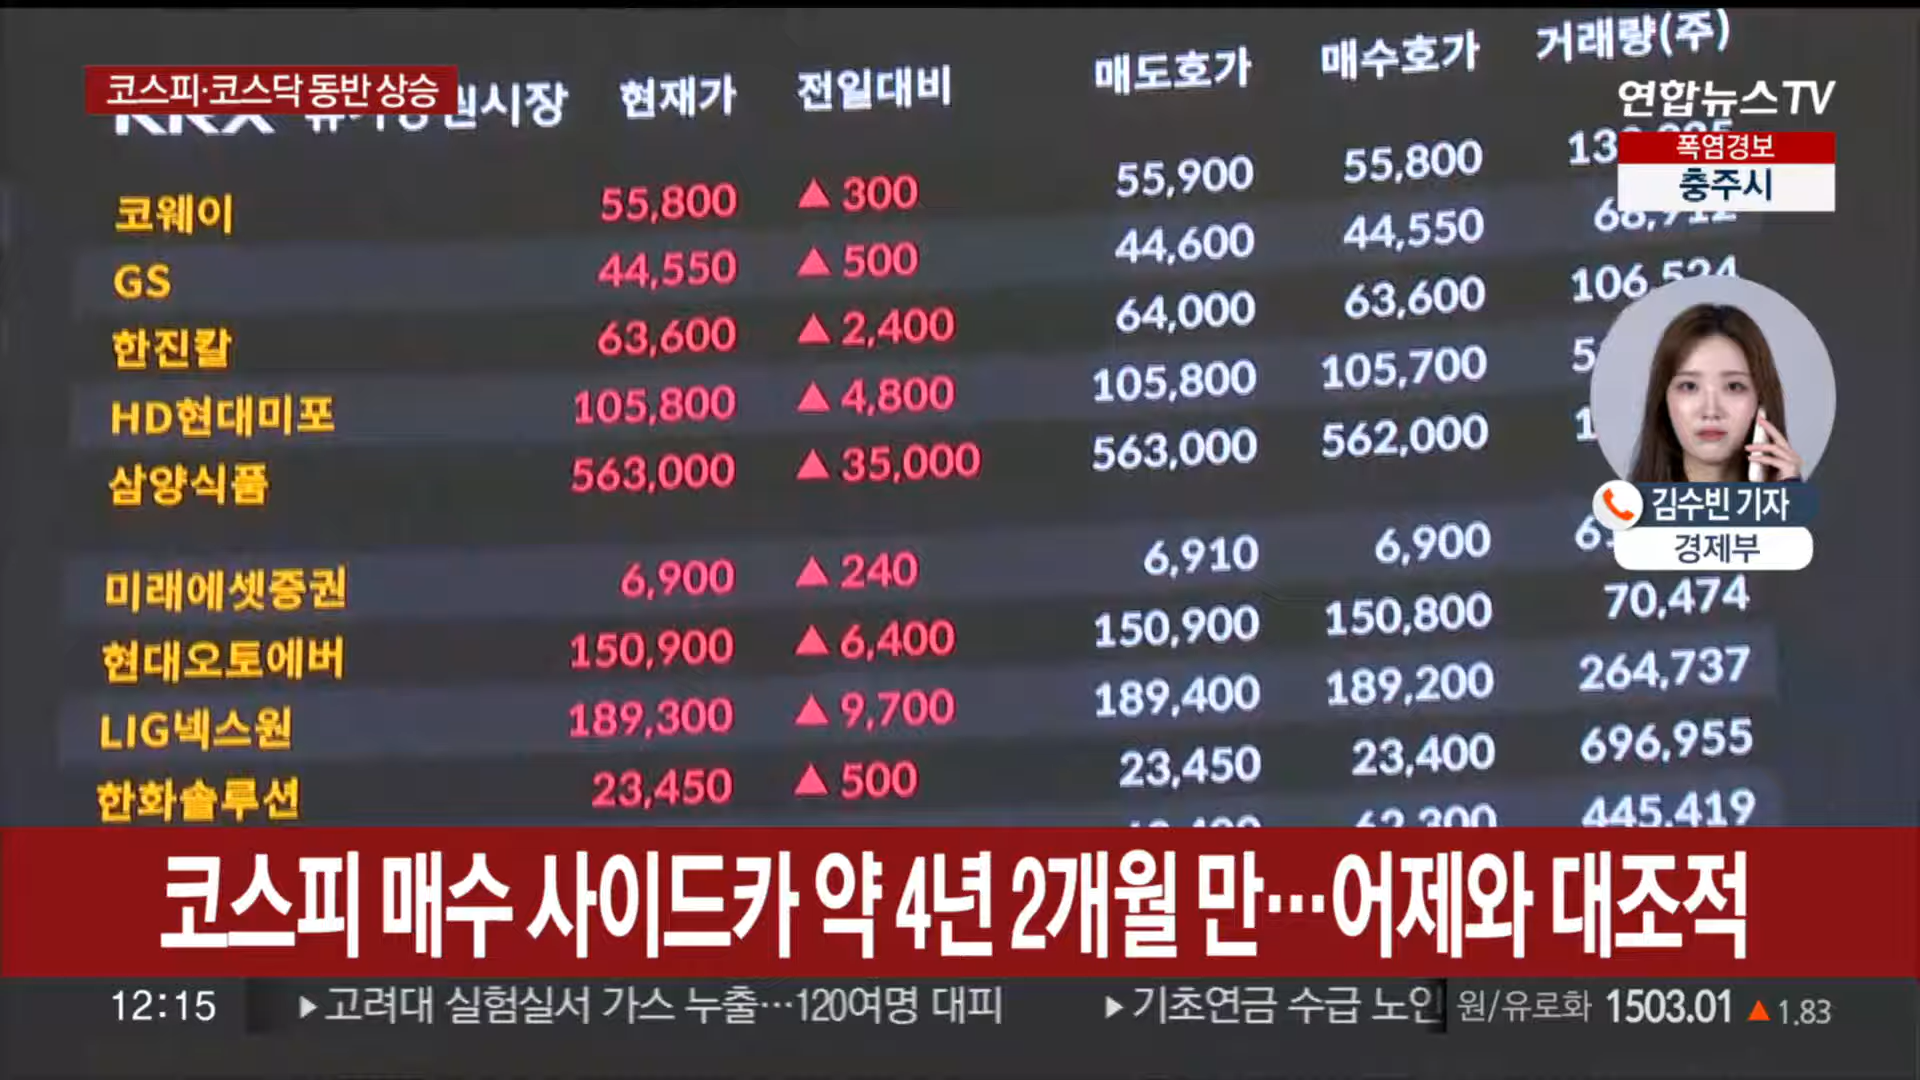 코스피·코스닥 동반 상승
KRX 유가증권시장 현재가 전일대비 매도호가 매수호가 거래량(주)
연합뉴스TV
폭염경보
충주시
코웨이 55,800 ▲300 55,900 55,800
GS 44,550 ▲500 44,600 44,550 68,912
한진칼 63,600 ▲2,400 64,000 63,600 106,524
HD현대미포 105,800 ▲4,800 105,800 105,700
삼양식품 563,000 ▲35,000 563,000 562,000
김수빈 기자
경제부
미래에셋증권 6,900 ▲240 6,910 6,900
현대오토에버 150,900 ▲6,400 150,900 150,800 70,474
LIG넥스원 189,300 ▲9,700 189,400 189,200 264,737
한화솔루션 23,450 ▲500 23,450 23,400 696,955
62,300 445,419
코스피 매수 사이드카 약 4년 2개월 만…어제와 대조적
12:15 ▶고려대 실험실서 가스 누출…120여명 대피 ▶기초연금 수급 노인 원/유로화 1503.01 ▲1.83